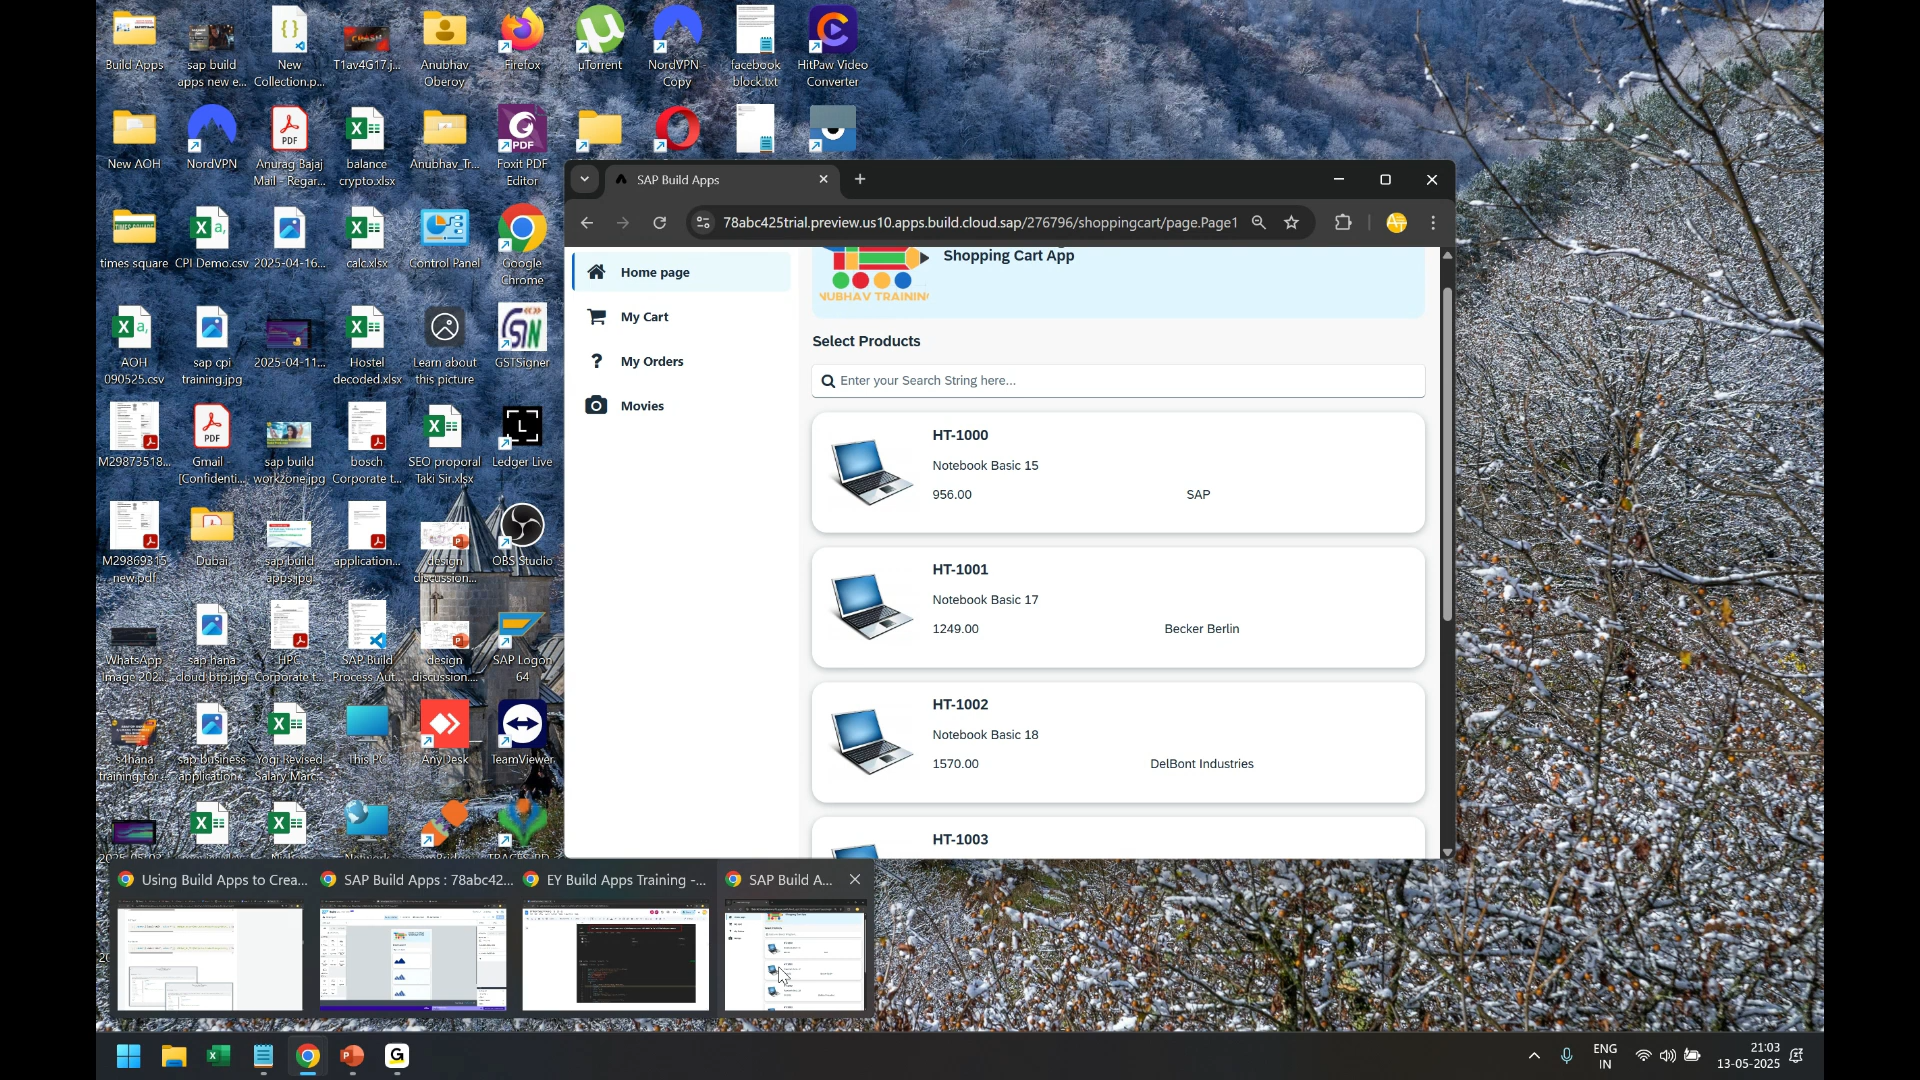 Build Apps
sap build
apps new e...
New
Collection.p...
T1av4G17.j...
Anubhav
Oberoy
Firefox
µTorrent
NordVPN -
Copy
facebook
block.txt
HitPaw Video
Converter
New AOH
NordVPN
Anurag Bajaj
Mail - Regar...
balance
crypto.xlsx
Anubhav_Tr...
Foxit PDF
Editor
times square
CPI Demo.csv
2025-04-16...
calc.xlsx
Control Panel
Google
Chrome
AOH
090525.csv
sap cpi
training.jpg
2025-04-11...
Hostel
decoded.xlsx
Learn about
this picture
GSTSigner
M29873518...
Gmail -
[Confidenti...
sap build
workzone.jpg
bosch
Corporate t...
SEO proporal
Taki Sir.xlsx
Ledger Live
M29869315
new.pdf
Dubai
sap build
apps.jpg
application...
design
discussion...
OBS Studio
WhatsApp
Image 202...
sap hana
cloud btp.jpg
HPC
Corporate t...
SAP Build
Process Aut...
design
discussion....
SAP Logon
64
s4hana
training for ...
sap business
application...
Yogi Revised
Salary Marc...
This PC
AnyDesk
TeamViewer
SAP Build Apps
78abc425trial.preview.us10.apps.build.cloud.sap/276796/shoppingcart/page.Page1
Home page
My Cart
My Orders
Movies
Shopping Cart App
NUBHAV TRAINING
Select Products
Enter your Search String here...
HT-1000
Notebook Basic 15
956.00
SAP
HT-1001
Notebook Basic 17
1249.00
Becker Berlin
HT-1002
Notebook Basic 18
1570.00
DelBont Industries
HT-1003
Using Build Apps to Crea...
SAP Build Apps : 78abc42...
EY Build Apps Training -...
SAP Build A...
ENG
IN
21:03
13-05-2025